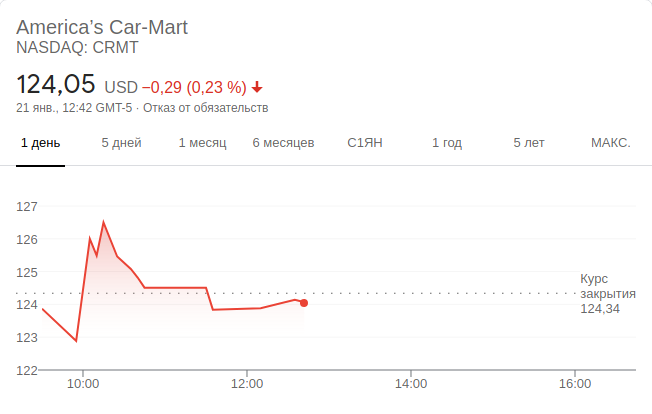 America’s Car-Mart
NASDAQ: CRMT
124,05 USD −0,29 (0,23 %)
21 янв., 12:42 GMT-5 · Отказ от обязательств
1 день 5 дней 1 месяц 6 месяцев С1ЯН 1 год 5 лет МАКС.
127
126
125
Курс
закрытия
124,34
124
123
122
10:00 12:00 14:00 16:00